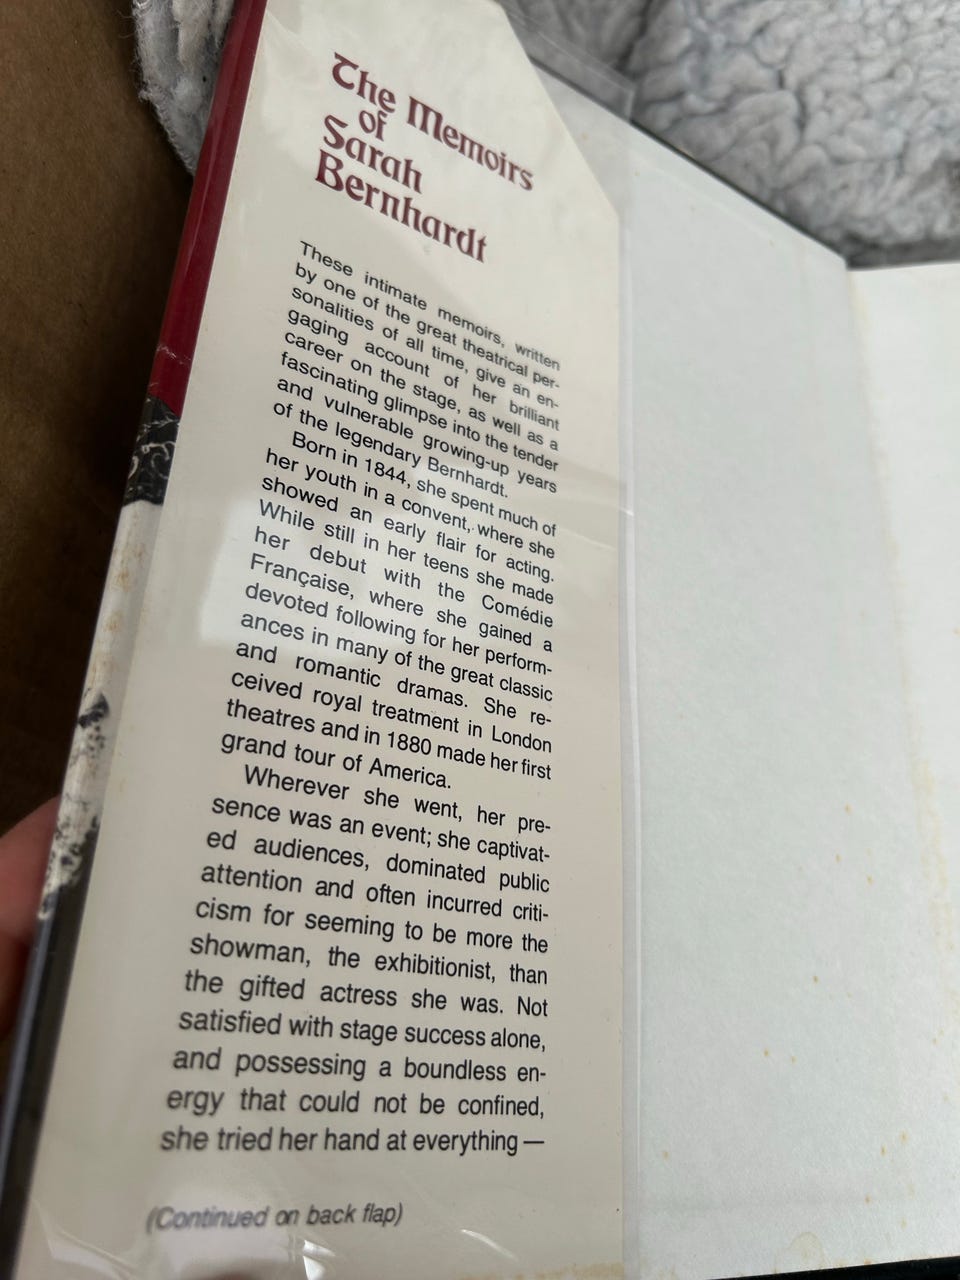 The Memoirs
of
Sarah
Bernhardt
These intimate memoirs, written
by one of the great theatrical per-
sonalities of all time, give an en-
gaging account of her brilliant
career on the stage, as well as a
fascinating glimpse into the tender
and vulnerable growing-up years
of the legendary Bernhardt.
Born in 1844, she spent much of
her youth in a convent, where she
showed an early flair for acting.
While still in her teens she made
her debut with the Comédie
Française, where she gained a
devoted following for her perform-
ances in many of the great classic
and romantic dramas. She re-
ceived royal treatment in London
theatres and in 1880 made her first
grand tour of America.
Wherever she went, her pre-
sence was an event; she captivat-
ed audiences, dominated public
attention and often incurred criti-
cism for seeming to be more the
showman, the exhibitionist, than
the gifted actress she was. Not
satisfied with stage success alone,
and possessing a boundless en-
ergy that could not be confined,
she tried her hand at everything—
(Continued on back flap)